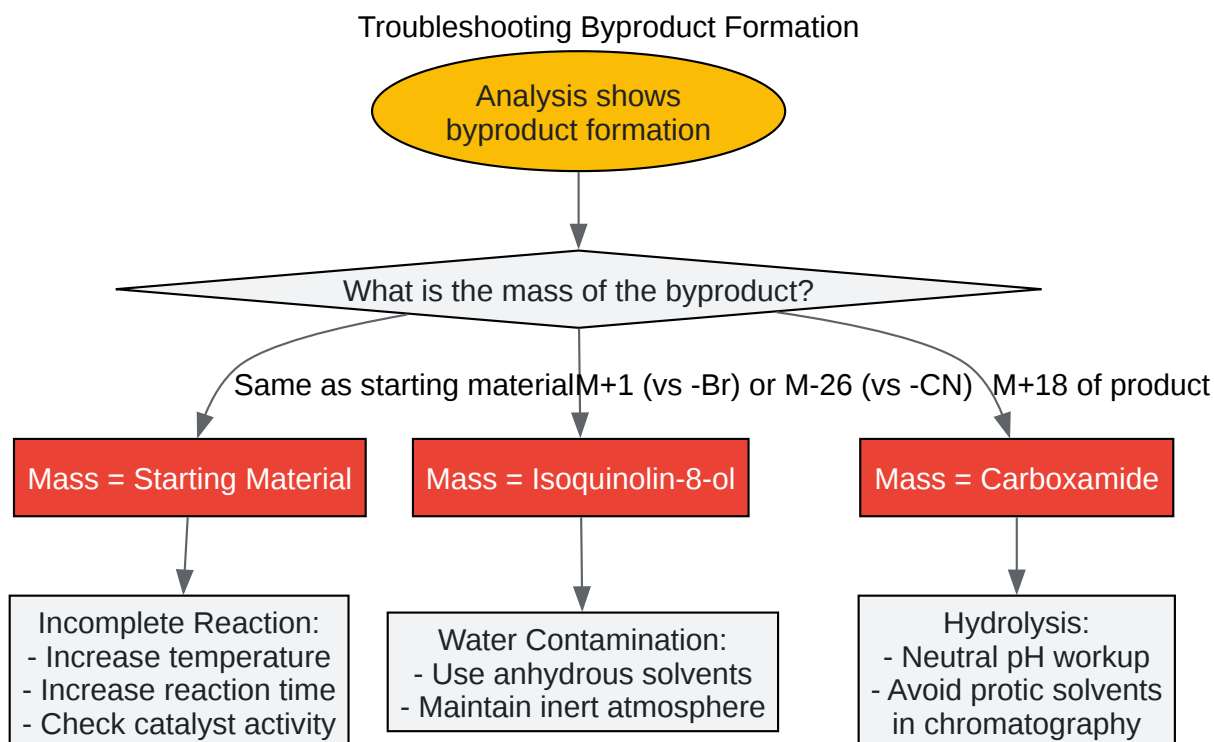 Troubleshooting Byproduct Formation
Analysis shows
byproduct formation
What is the mass of the byproduct?
Same as starting material
M+1 (vs -Br) or M-26 (vs -CN)
M+18 of product
Mass = Starting Material
Mass = Isoquinolin-8-ol
Mass = Carboxamide
Incomplete Reaction:
- Increase temperature
- Increase reaction time
- Check catalyst activity
Water Contamination:
- Use anhydrous solvents
- Maintain inert atmosphere
Hydrolysis:
- Neutral pH workup
- Avoid protic solvents
in chromatography